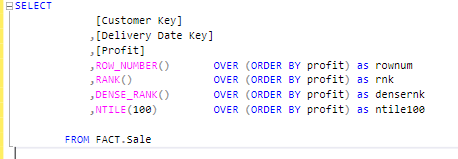 SELECT
[Customer Key]
,[Delivery Date Key]
,[Profit]
,ROW_NUMBER() OVER (ORDER BY profit) as rownum
,RANK() OVER (ORDER BY profit) as rnk
,DENSE_RANK() OVER (ORDER BY profit) as densernk
,NTILE(100) OVER (ORDER BY profit) as ntile100
FROM FACT.Sale